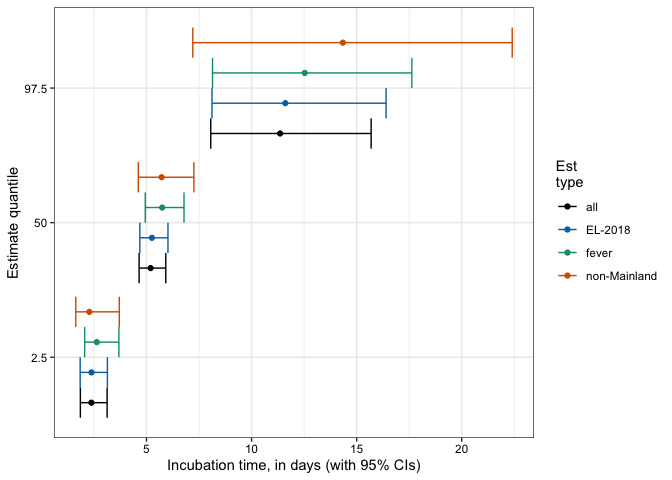 97.5
50
2.5
Estimate quantile
5
10
15
20
Incubation time, in days (with 95% CIs)
Est
type
all
EL-2018
fever
non-Mainland